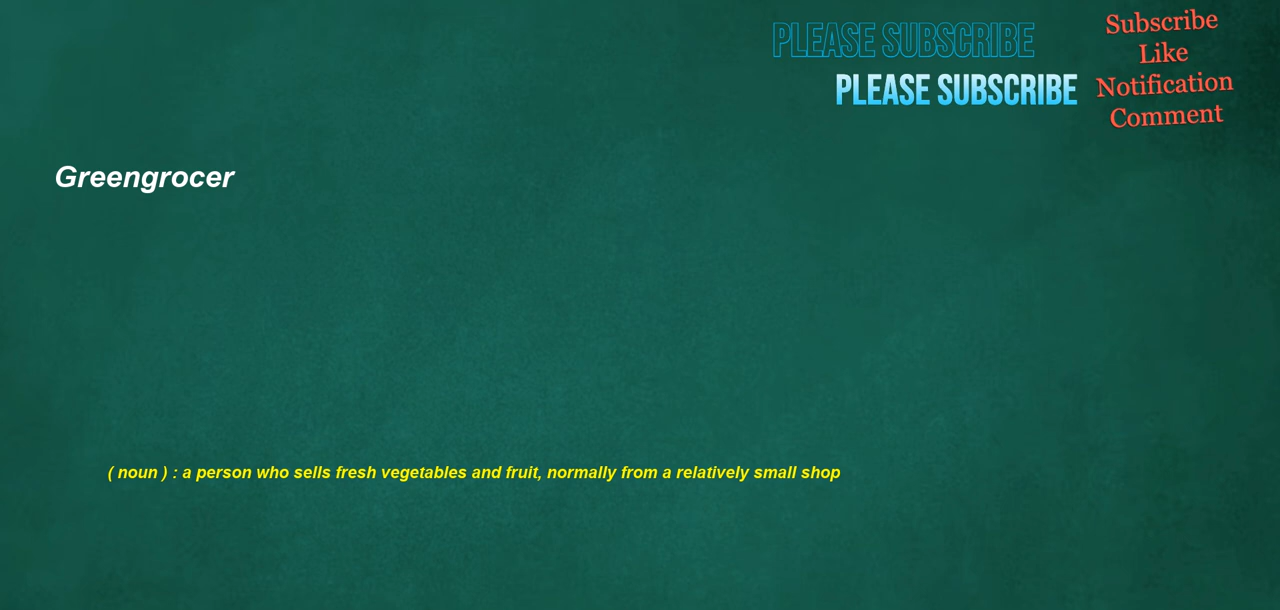 PLEASE SUBSCRIBE
PLEASE SUBSCRIBE
Subscribe
Like
Notification
Comment
Greengrocer
( noun ) : a person who sells fresh vegetables and fruit, normally from a relatively small shop